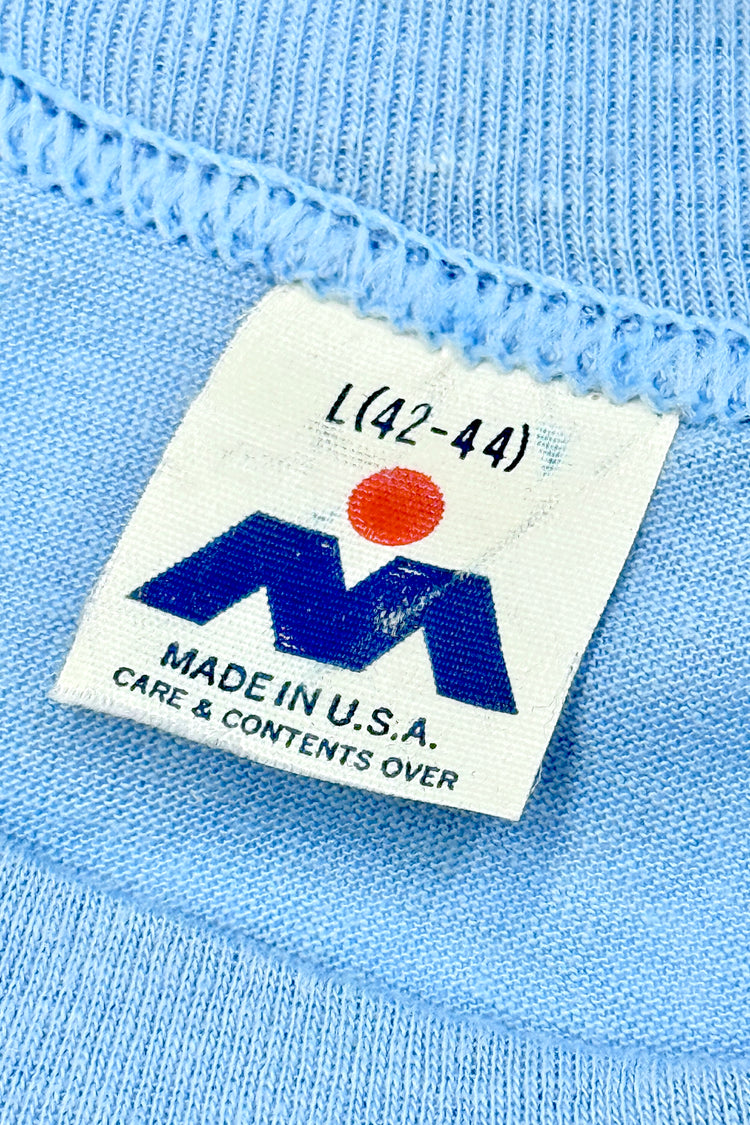 L(42-44)
MADE IN U.S.A.
CARE & CONTENTS OVER